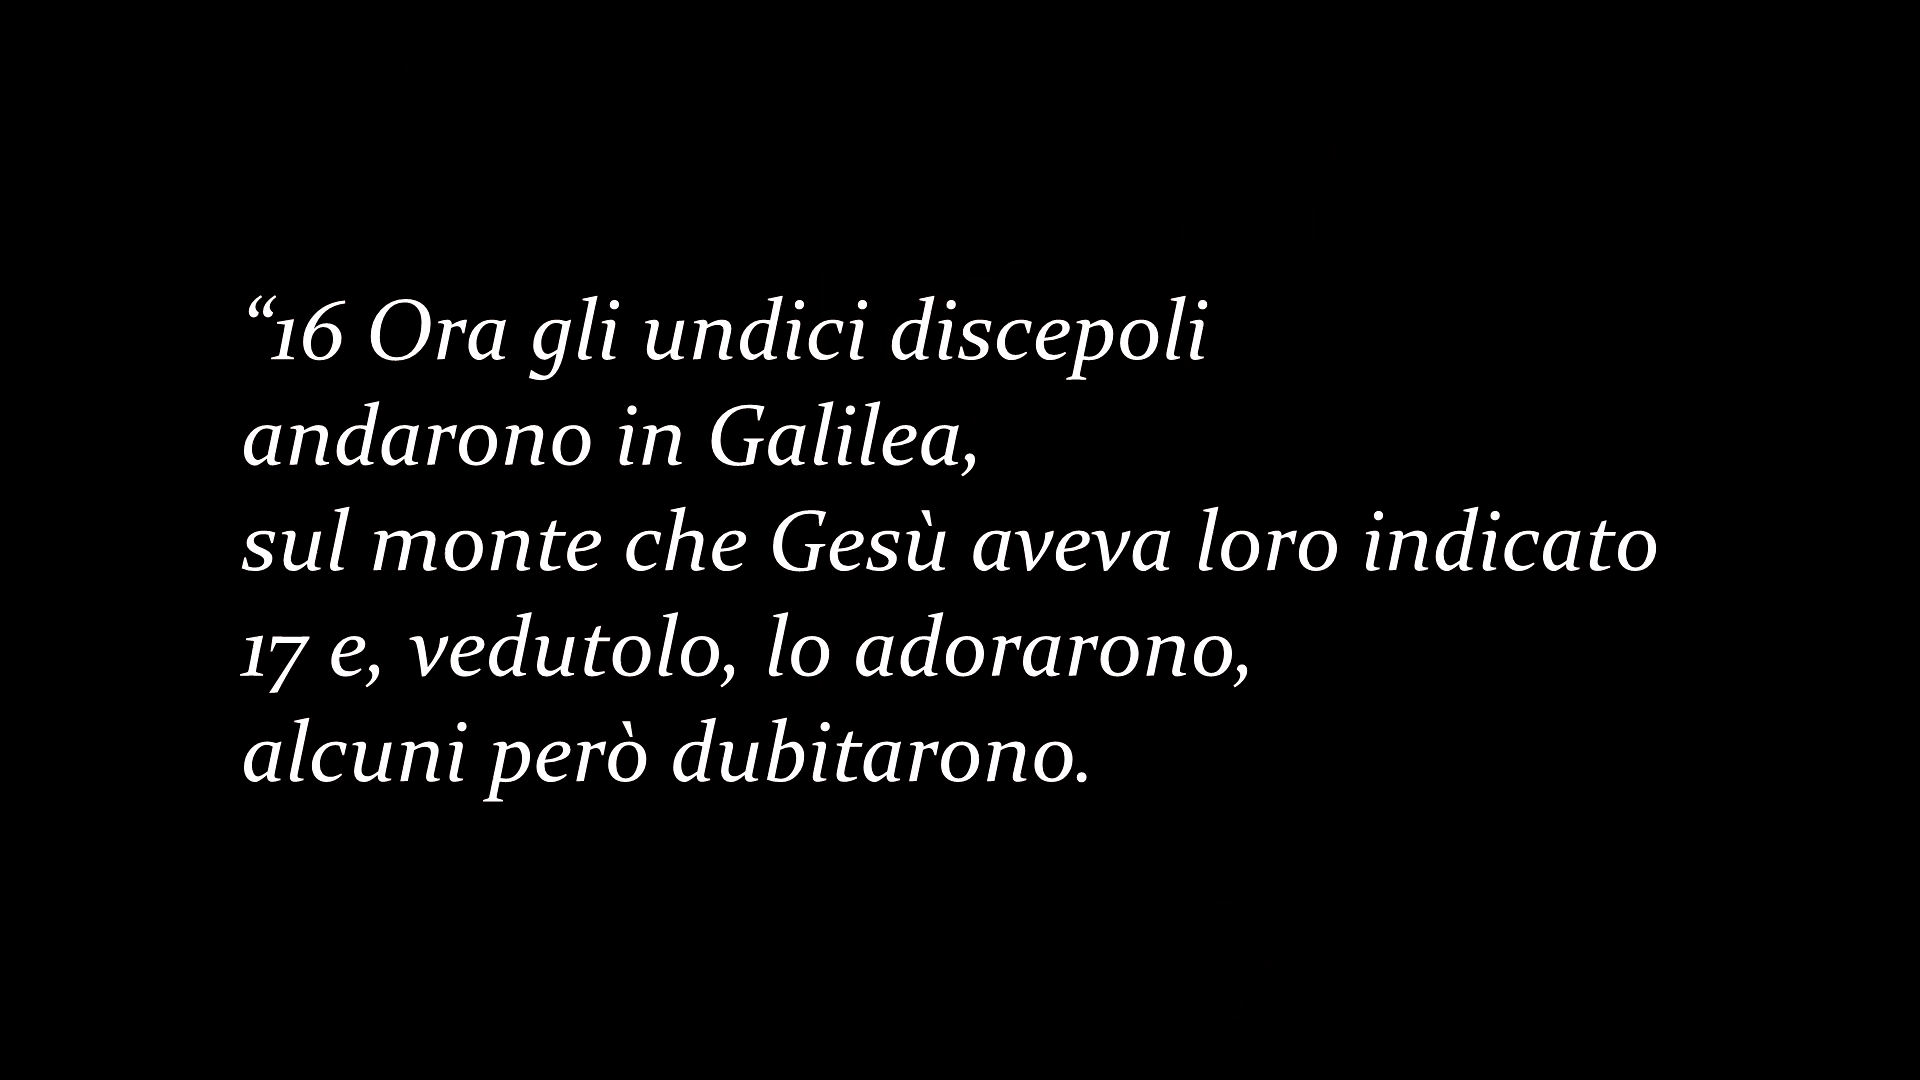 “16 Ora gli undici discepoli
andarono in Galilea,
sul monte che Gesù aveva loro indicato
17 e, vedutolo, lo adorarono,
alcuni però dubitarono.